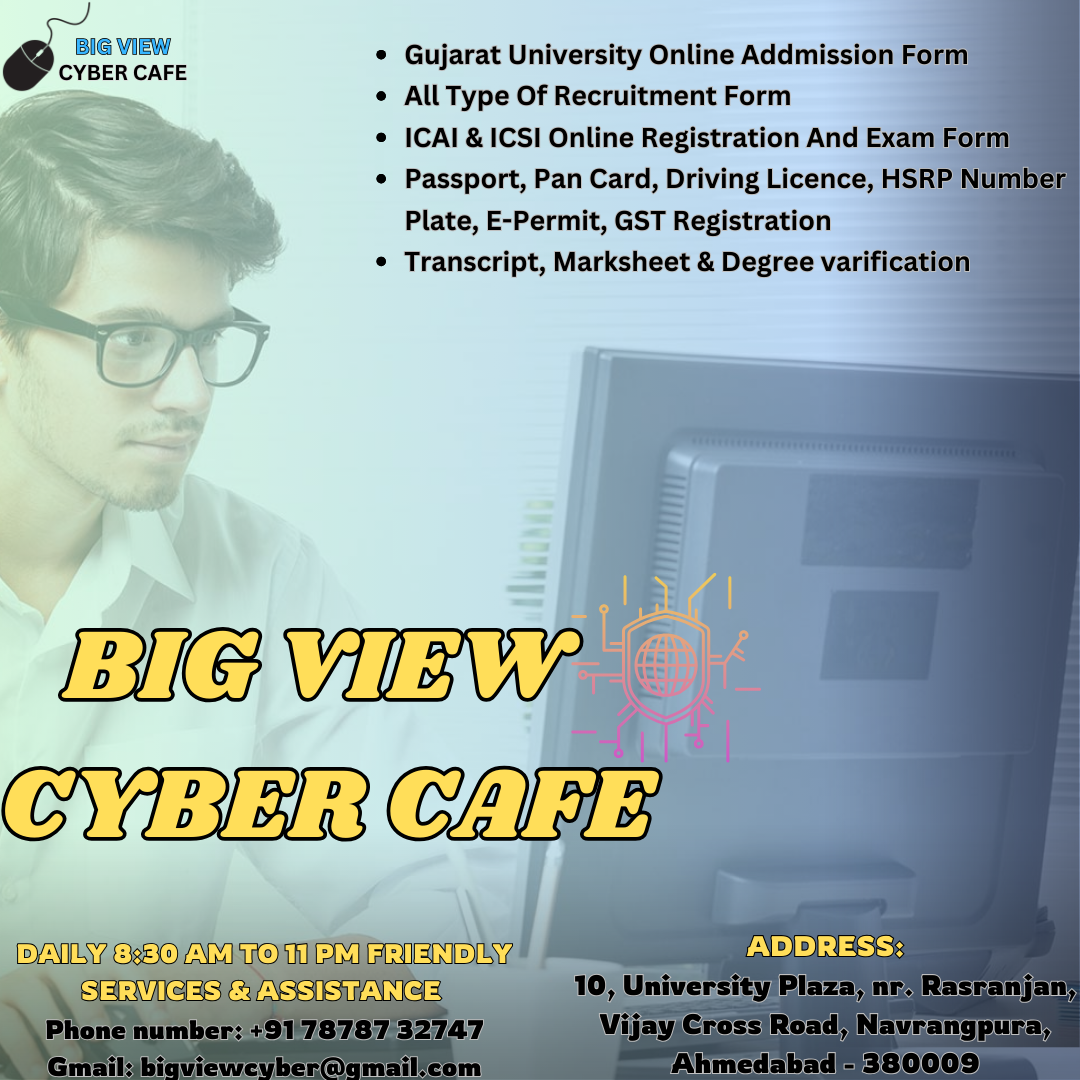 BIG VIEW
CYBER CAFE
• Gujarat University Online Addmission Form
• All Type Of Recruitment Form
• ICAI & ICSI Online Registration And Exam Form
• Passport, Pan Card, Driving Licence, HSRP Number
Plate, E-Permit, GST Registration
• Transcript, Marksheet & Degree varification
BIG VIEW
CYBER CAFE
DAILY 8:30 AM TO 11 PM FRIENDLY
SERVICES & ASSISTANCE
Phone number: +91 78787 32747
Gmail: bigviewcyber@gmail.com
ADDRESS:
10, University Plaza, nr. Rasranjan,
Vijay Cross Road, Navrangpura,
Ahmedabad - 380009